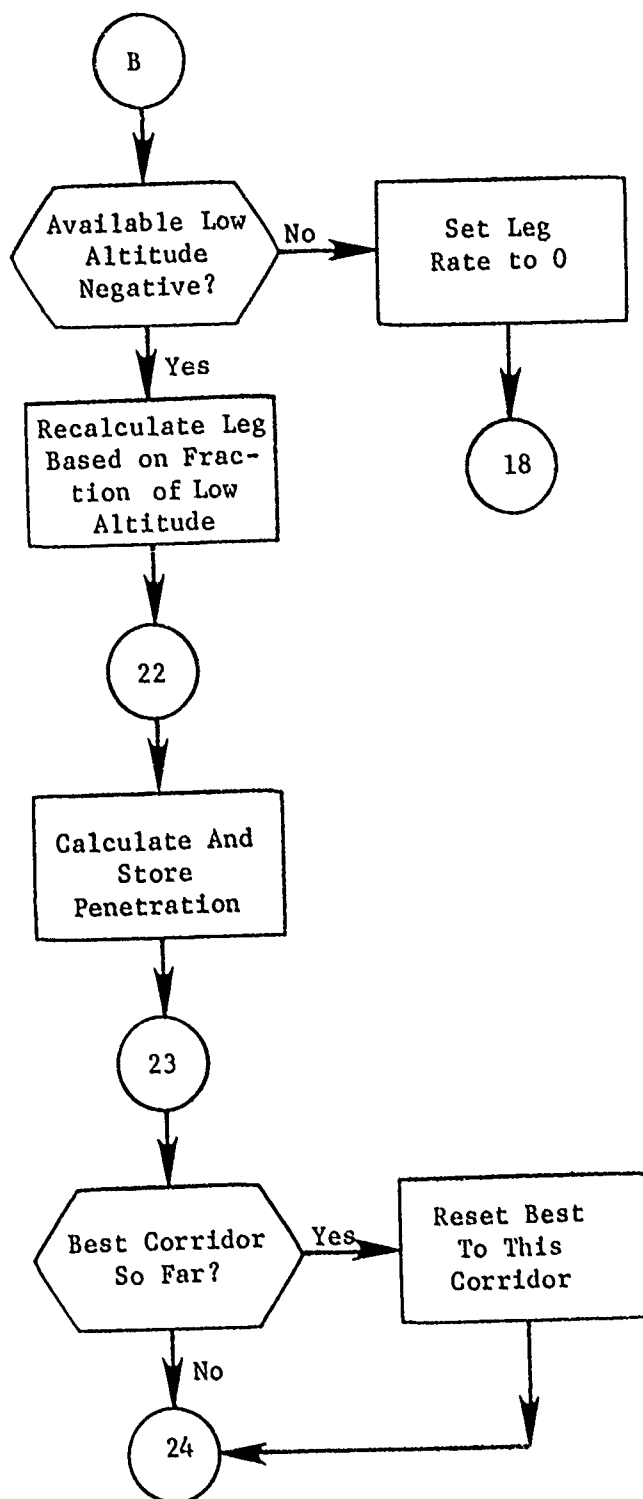 B
Available Low
Altitude
Negative?
No
Set Leg
Rate to 0
Yes
18
Recalculate Leg
Based on Frac-
tion of Low
Altitude
22
Calculate And
Store
Penetration
23
Best Corridor
So Far?
Yes
Reset Best
To This
Corridor
No
24